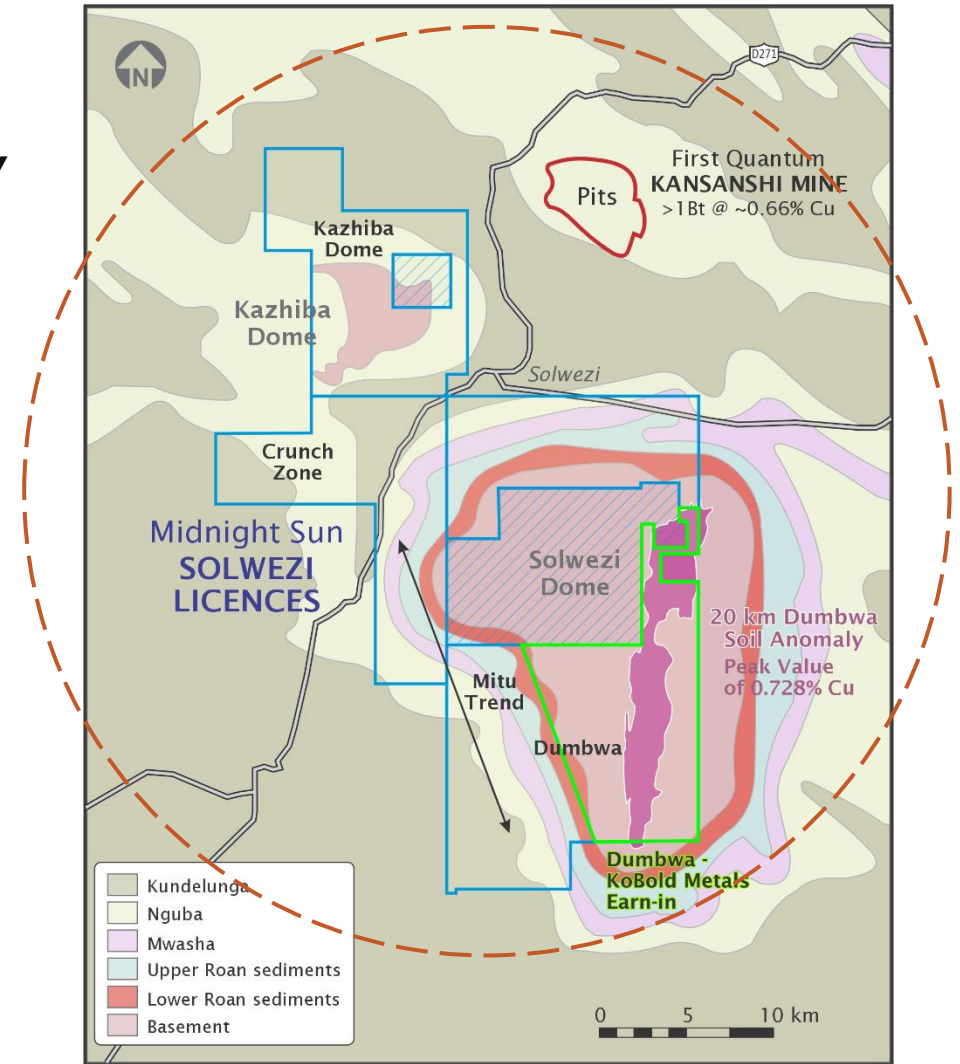 N
D271
First Quantum
KANSANSHI MINE
>1Bt @ ~0.66% Cu
Pits
Kazhiba
Dome
Kazhiba
Dome
Solwezi
Crunch
Zone
Midnight Sun
SOLWEZI
LICENCES
Solwezi
Dome
20 km Dumbwa
Soil Anomaly
Peak Value
of 0.728% Cu
Mitu
Trend
Dumbwa
Dumbwa -
KoBold Metals
Earn-in
Kundelunga
Nguba
Mwasha
Upper Roan sediments
Lower Roan sediments
Basement
0 5 10 km